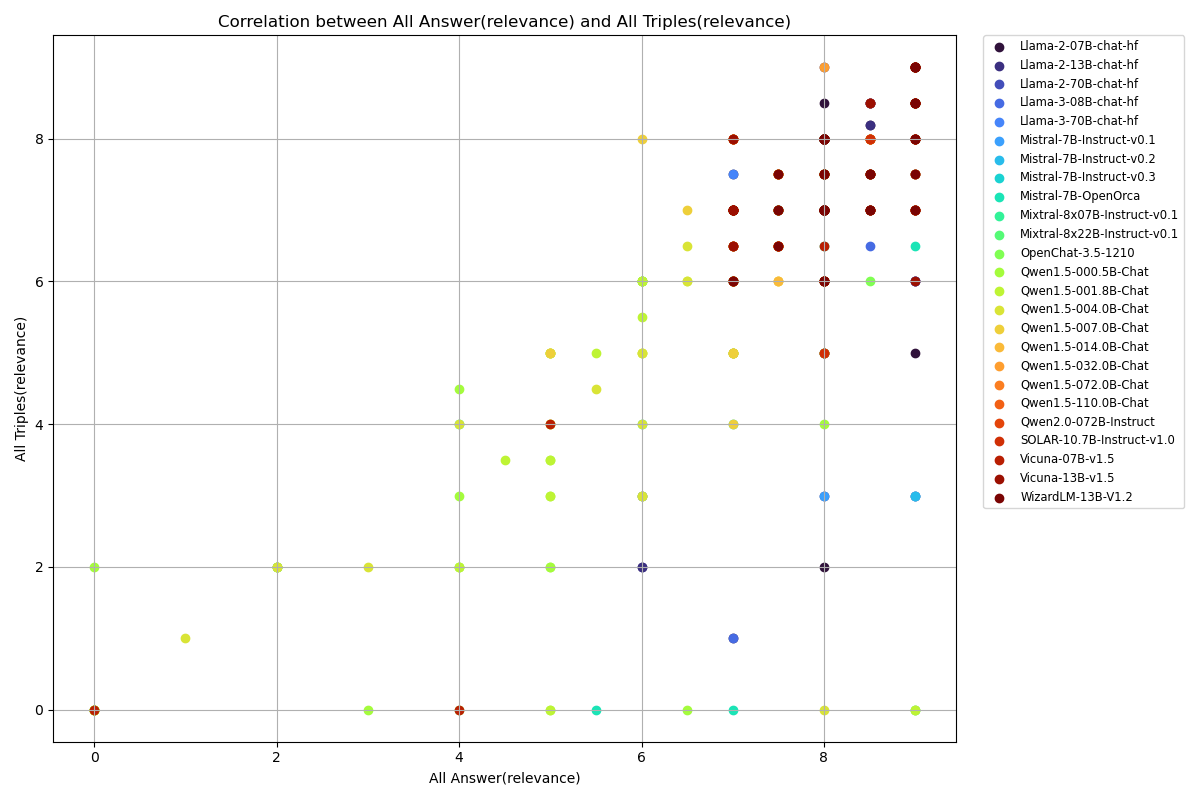 Correlation between All Answer(relevance) and All Triples(relevance)
All Triples(relevance)
8
6
4
2
0
0 2 4 6 8
All Answer(relevance)
Llama-2-07B-chat-hf
Llama-2-13B-chat-hf
Llama-2-70B-chat-hf
Llama-3-08B-chat-hf
Llama-3-70B-chat-hf
Mistral-7B-Instruct-v0.1
Mistral-7B-Instruct-v0.2
Mistral-7B-Instruct-v0.3
Mistral-7B-OpenOrca
Mixtral-8x07B-Instruct-v0.1
Mixtral-8x22B-Instruct-v0.1
OpenChat-3.5-1210
Qwen1.5-000.5B-Chat
Qwen1.5-001.8B-Chat
Qwen1.5-004.0B-Chat
Qwen1.5-007.0B-Chat
Qwen1.5-014.0B-Chat
Qwen1.5-032.0B-Chat
Qwen1.5-072.0B-Chat
Qwen1.5-110.0B-Chat
Qwen2.0-072B-Instruct
SOLAR-10.7B-Instruct-v1.0
Vicuna-07B-v1.5
Vicuna-13B-v1.5
WizardLM-13B-V1.2